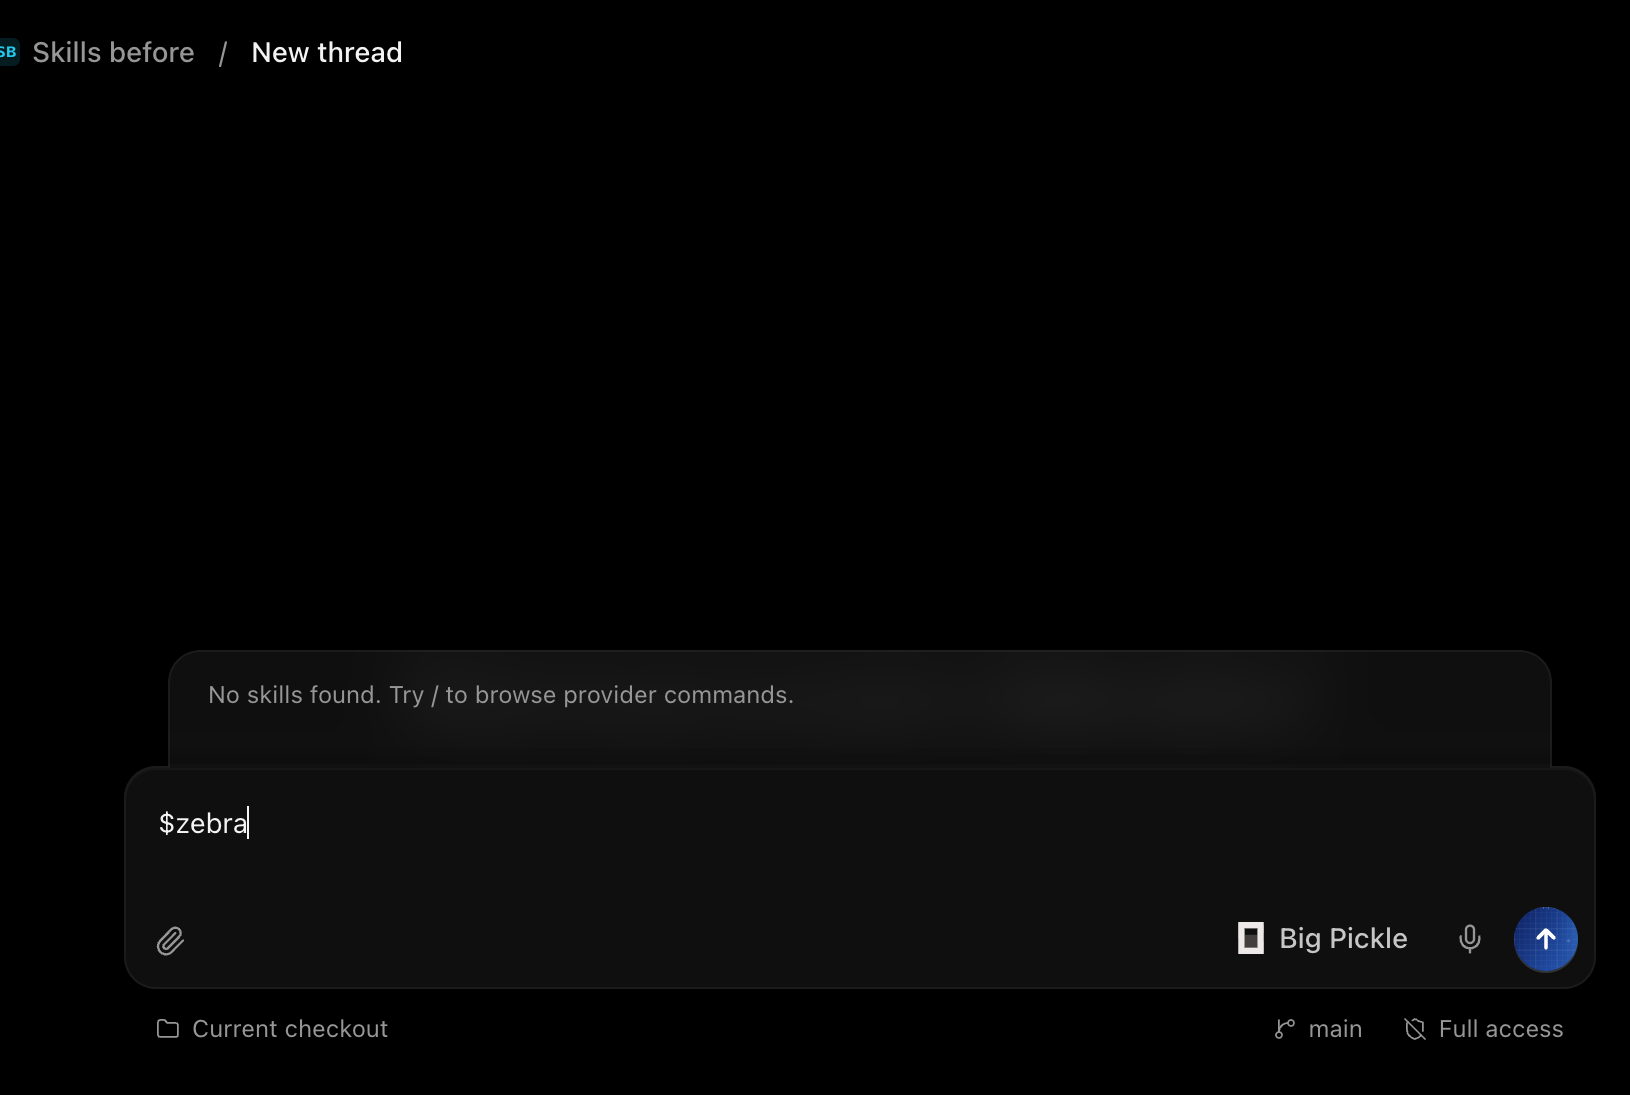 SB Skills before / New thread
No skills found. Try / to browse provider commands.
$zebra
Big Pickle
Current checkout main Full access